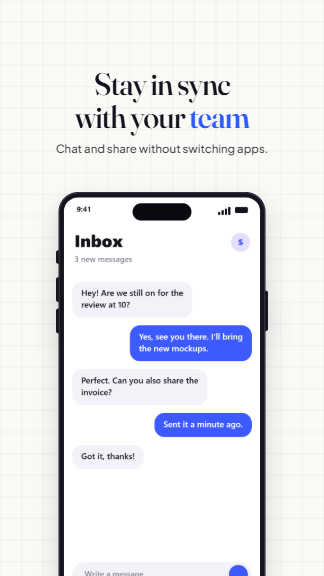 Stay in sync
with your team
Chat and share without switching apps.
9:41
Inbox
S
3 new messages
Hey! Are we still on for the
review at 10?
Yes, see you there. I'll bring
the new mockups.
Perfect. Can you also share the
invoice?
Sent it a minute ago.
Got it, thanks!
Write a message